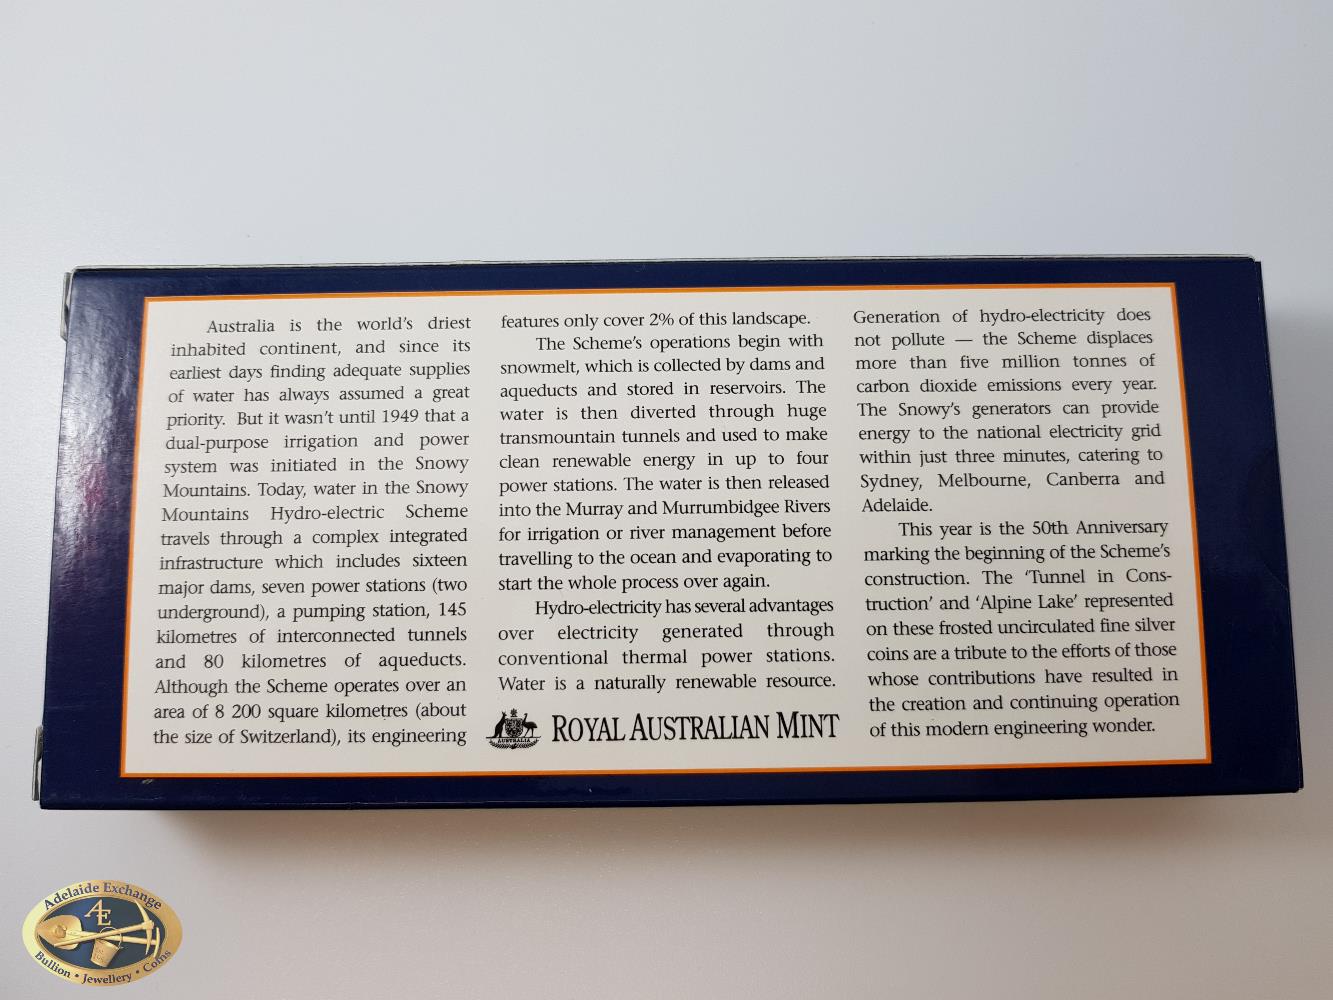 Australia is the world's driest
inhabited continent, and since its
earliest days finding adequate supplies
of water has always assumed a great
priority. But it wasn't until 1949 that a
dual-purpose irrigation and power
system was initiated in the Snowy
Mountains. Today, water in the Snowy
Mountains Hydro-electric Scheme
travels through a complex integrated
infrastructure which includes sixteen
major dams, seven power stations (two
underground), a pumping station, 145
kilometres of interconnected tunnels
and 80 kilometres of aqueducts.
Although the Scheme operates over an
area of 8 200 square kilometres (about
the size of Switzerland), its engineering
features only cover 2% of this landscape.
The Scheme's operations begin with
snowmelt, which is collected by dams and
aqueducts and stored in reservoirs. The
water is then diverted through huge
transmountain tunnels and used to make
clean renewable energy in up to four
power stations. The water is then released
into the Murray and Murrumbidgee Rivers
for irrigation or river management before
travelling to the ocean and evaporating to
start the whole process over again.
Hydro-electricity has several advantages
over electricity generated through
conventional thermal power stations.
Water is a naturally renewable resource.
AUSTRALIA
ROYAL AUSTRALIAN MINT
Generation of hydro-electricity does
not pollute — the Scheme displaces
more than five million tonnes of
carbon dioxide emissions every year.
The Snowy's generators can provide
energy to the national electricity grid
within just three minutes, catering to
Sydney, Melbourne, Canberra and
Adelaide.
This year is the 50th Anniversary
marking the beginning of the Scheme's
construction. The 'Tunnel in Cons-
truction' and 'Alpine Lake' represented
on these frosted uncirculated fine silver
coins are a tribute to the efforts of those
whose contributions have resulted in
the creation and continuing operation
of this modern engineering wonder.
Adelaide Exchange
AE
Bullion • Jewellery • Coins